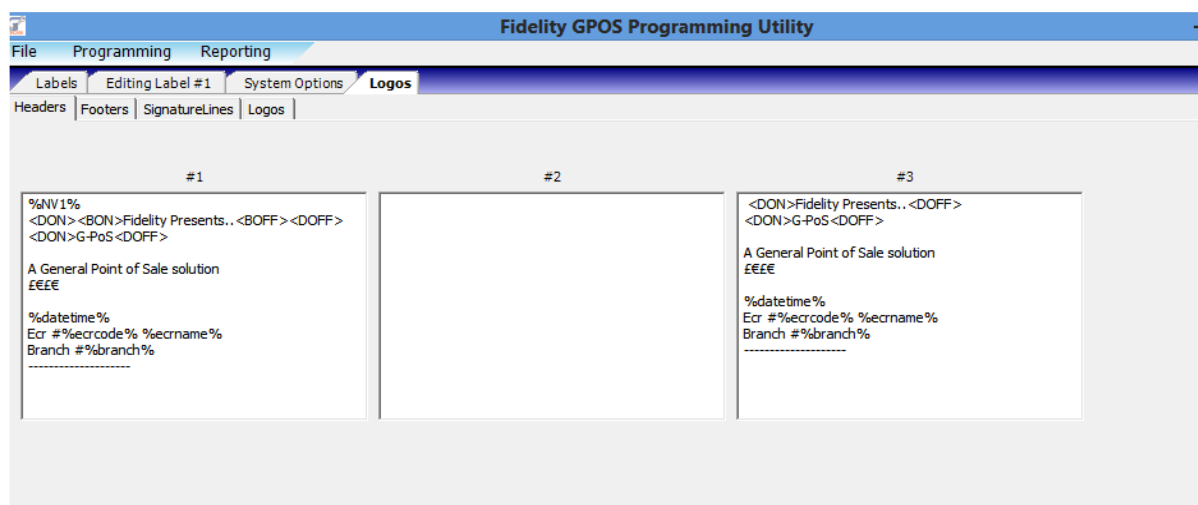 Fidelity GPOS Programming Utility
File Programming Reporting
Labels Editing Label #1 System Options Logos
Headers Footers SignatureLines Logos
#1
%NV1%
<DON><BON>Fidelity Presents..<BOFF><DOFF>
<DON>G-PoS<DOFF>
A General Point of Sale solution
£€£€
%datetime%
Ecr #%ecrcode% %ecrname%
Branch #%branch%
--------------------
#2
#3
<DON>Fidelity Presents..<DOFF>
<DON>G-PoS<DOFF>
A General Point of Sale solution
£€£€
%datetime%
Ecr #%ecrcode% %ecrname%
Branch #%branch%
--------------------